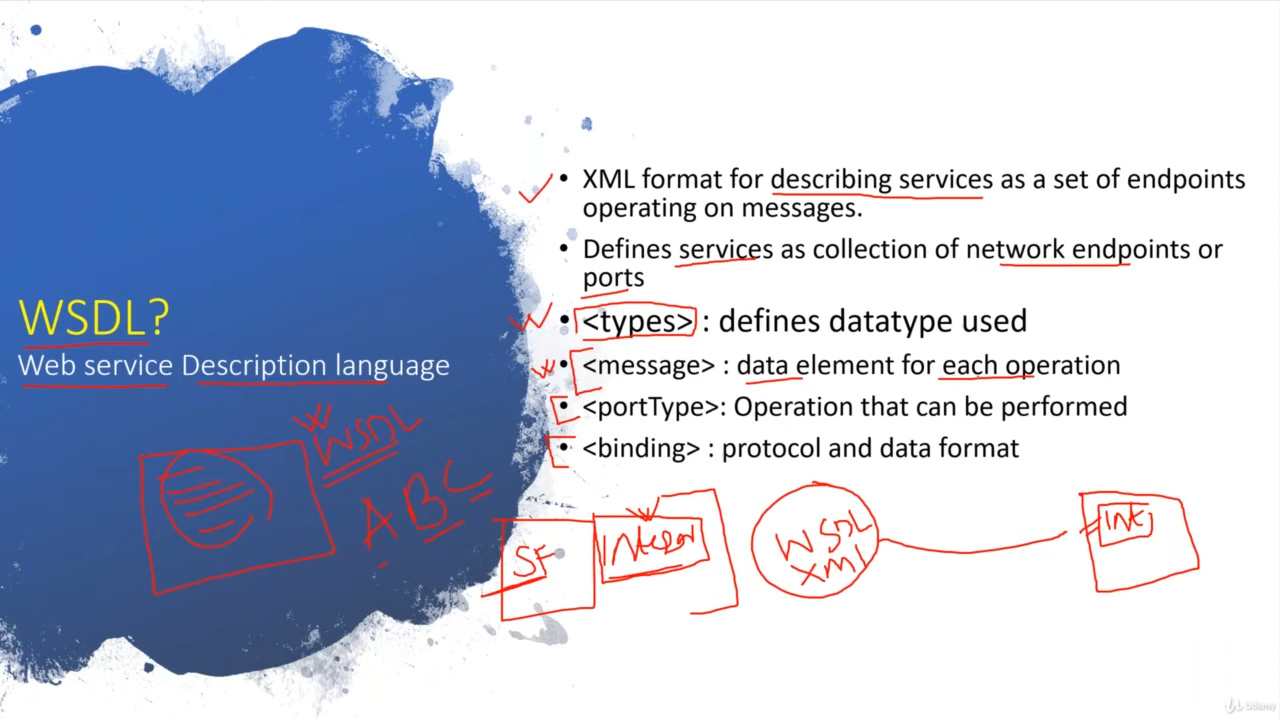 WSDL?
Web service Description language
• XML format for describing services as a set of endpoints
operating on messages.
• Defines services as collection of network endpoints or
ports
• <types> : defines datatype used
• <message> : data element for each operation
• <portType>: Operation that can be performed
• <binding> : protocol and data format
WSDL
ABC
SF
WSDL
XML
Intj
Udemy